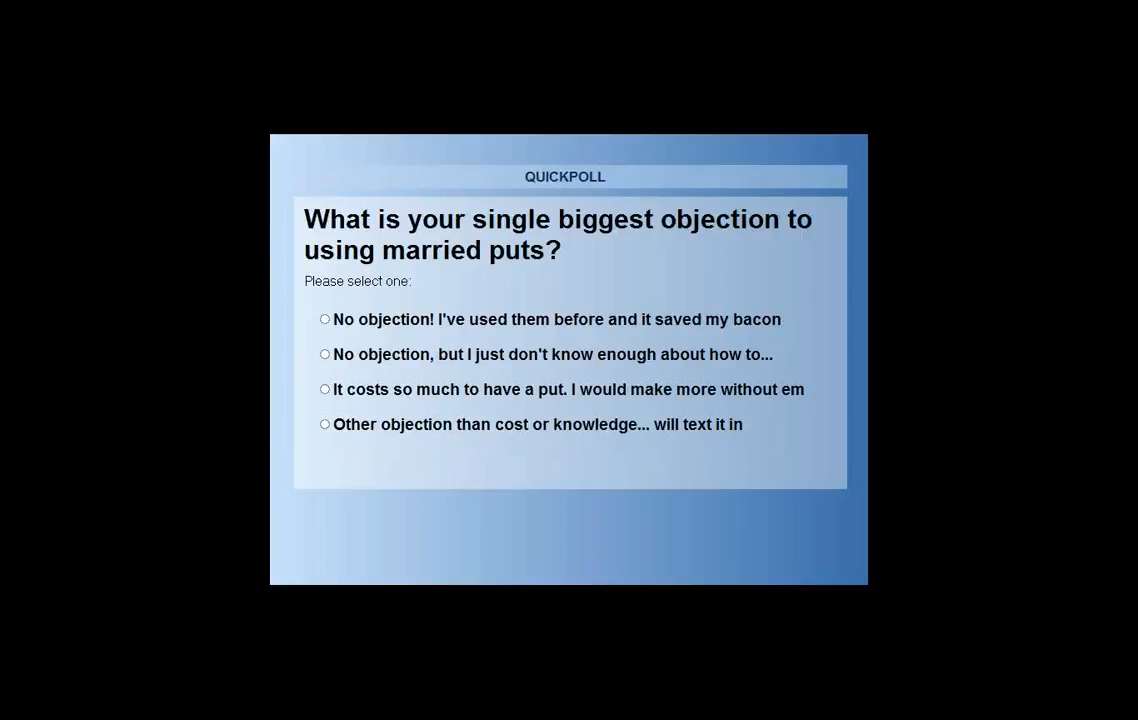 QUICKPOLL
What is your single biggest objection to
using married puts?
Please select one:
No objection! I've used them before and it saved my bacon
No objection, but I just don't know enough about how to...
It costs so much to have a put. I would make more without em
Other objection than cost or knowledge... will text it in